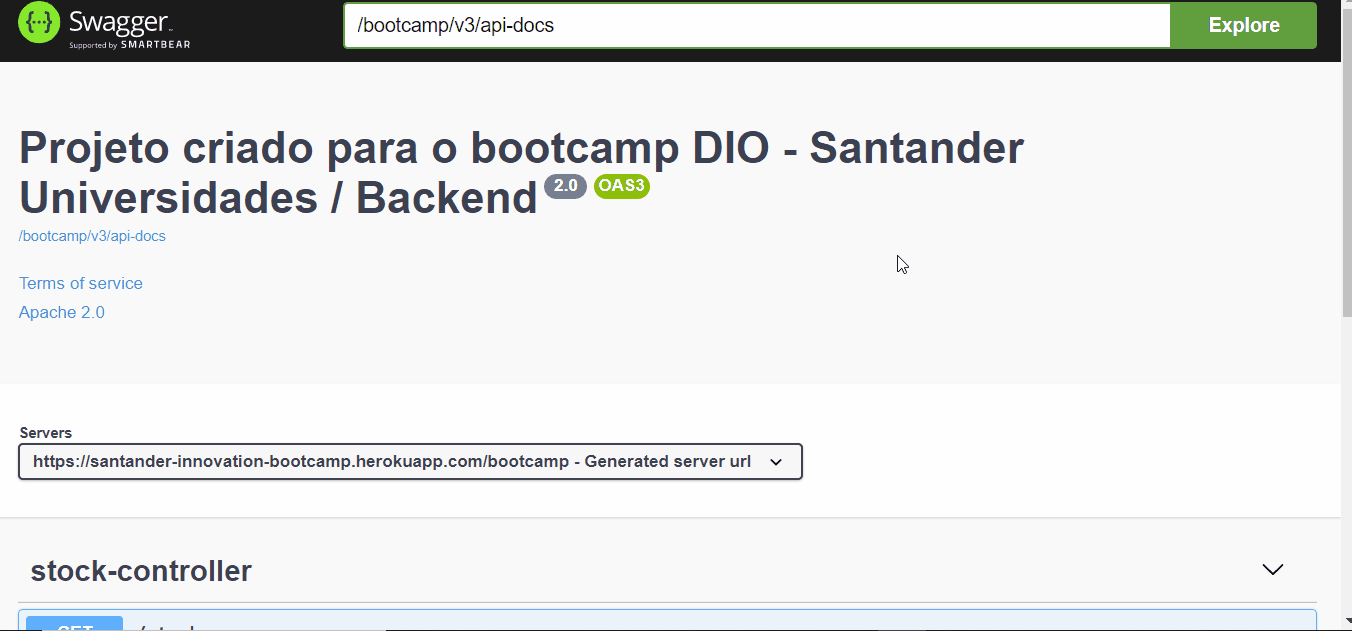 Swagger
Supported by SMARTBEAR
/bootcamp/v3/api-docs
Explore
Projeto criado para o bootcamp DIO - Santander
Universidades / Backend 2.0 OAS3
/bootcamp/v3/api-docs
Terms of service
Apache 2.0
Servers
https://santander-innovation-bootcamp.herokuapp.com/bootcamp - Generated server url
stock-controller
GET